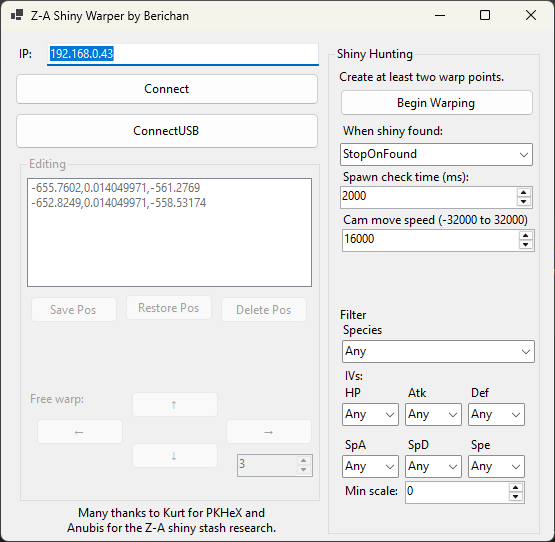 Z-A Shiny Warper by Berichan
IP: 192.168.0.43
Connect
ConnectUSB
Editing
-655.7602,0.014049971,-561.2769
-652.8249,0.014049971,-558.53174
Save Pos Restore Pos Delete Pos
Free warp: ↑
← →
↓ 3
Many thanks to Kurt for PKHeX and
Anubis for the Z-A shiny stash research.
Shiny Hunting
Create at least two warp points.
Begin Warping
When shiny found:
StopOnFound
Spawn check time (ms):
2000
Cam move speed (-32000 to 32000)
16000
Filter
Species
Any
IVs:
HP Atk Def
Any Any Any
SpA SpD Spe
Any Any Any
Min scale: 0